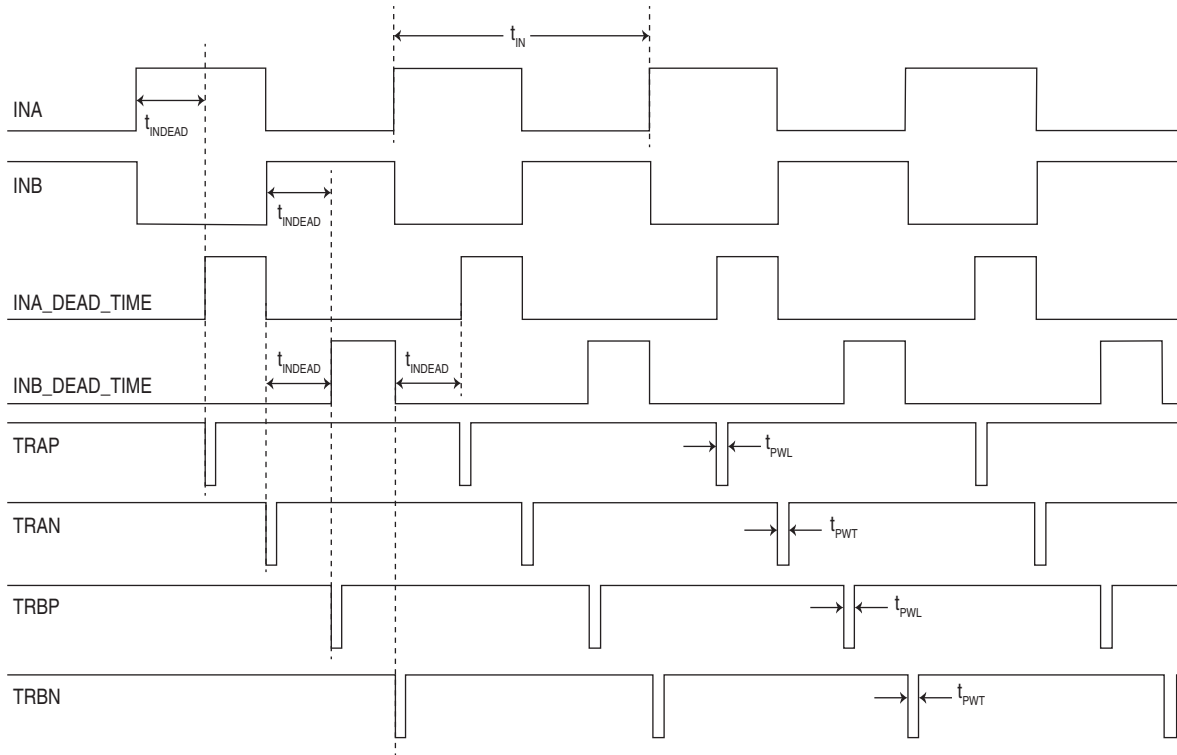 t_IN
INA
t_INDEAD
INB
t_INDEAD
INA_DEAD_TIME
t_INDEAD
t_INDEAD
INB_DEAD_TIME
TRAP
t_PWL
TRAN
t_PWT
TRBP
t_PWL
TRBN
t_PWT